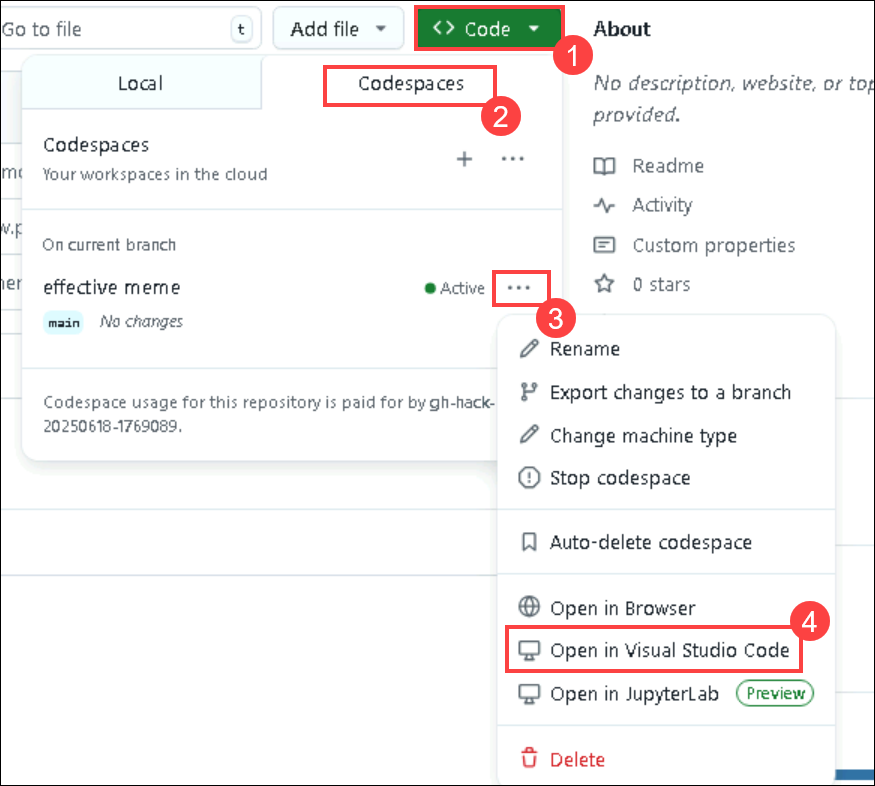 Go to file
t
Add file
<> Code
1
About
Local
Codespaces
2
No description, website, or top
provided.
Codespaces
Your workspaces in the cloud
Readme
Activity
On current branch
Custom properties
effective meme
Active
0 stars
3
main No changes
Rename
Export changes to a branch
Codespace usage for this repository is paid for by gh-hack-
20250618-1769089.
Change machine type
Stop codespace
Auto-delete codespace
Open in Browser
4
Open in Visual Studio Code
Open in JupyterLab Preview
Delete